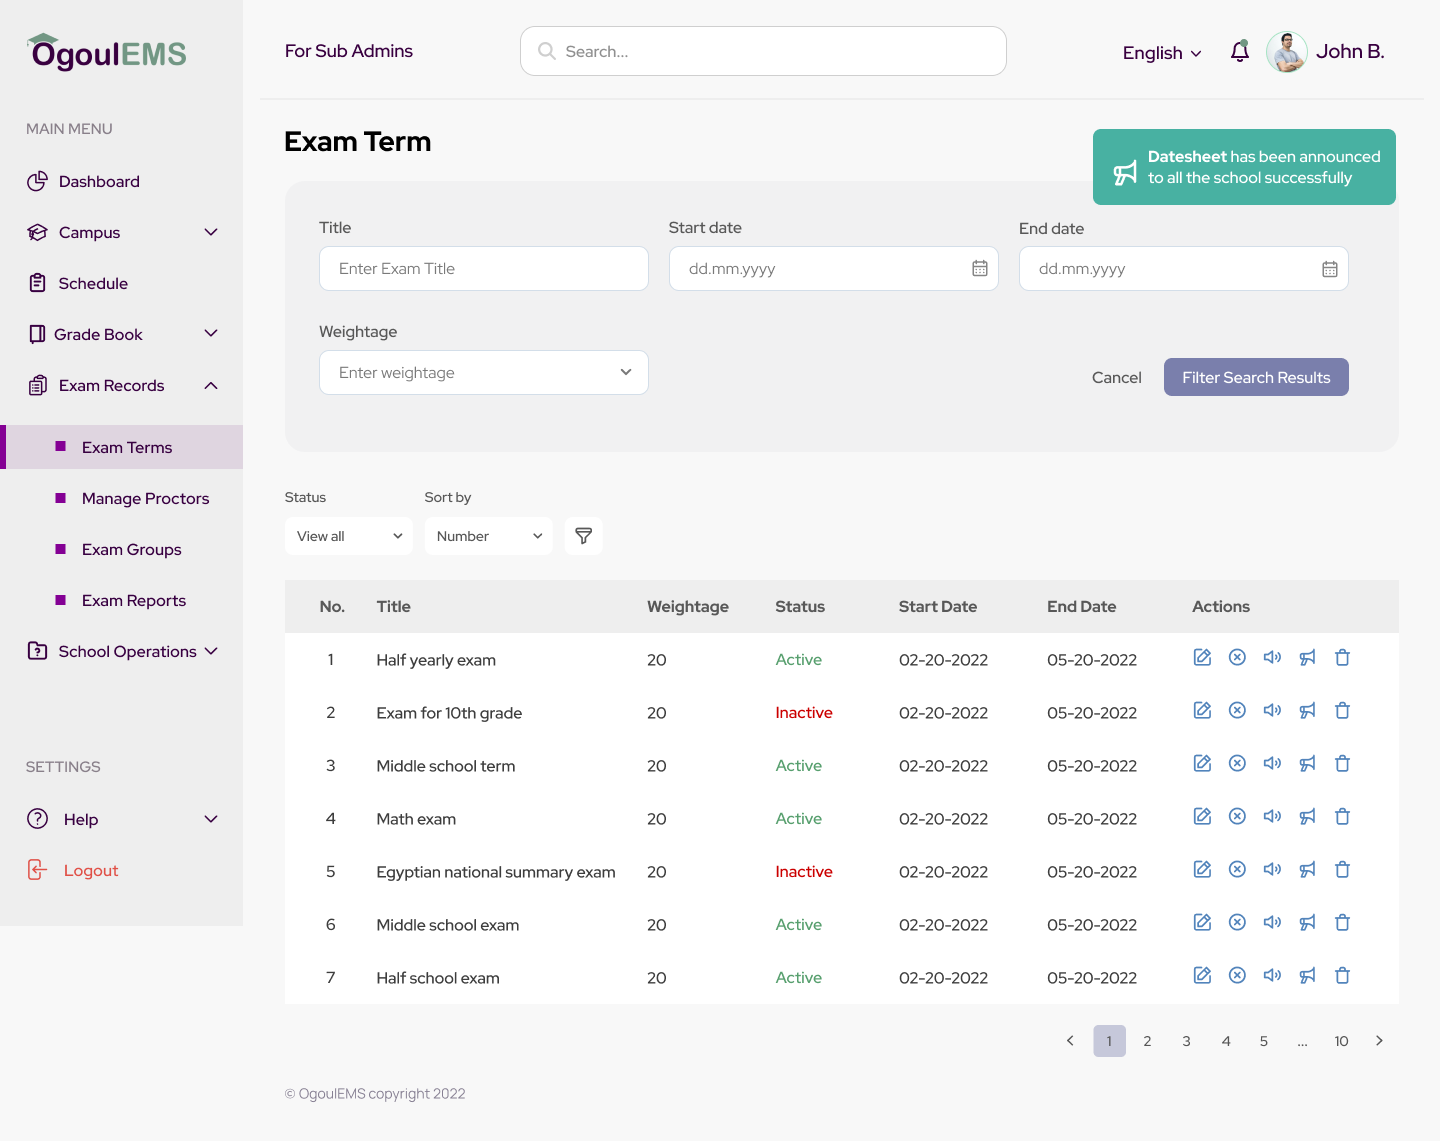 OgoulEMS
For Sub Admins
Search...
English
John B.
MAIN MENU
Dashboard
Campus
Schedule
Grade Book
Exam Records
Exam Terms
Manage Proctors
Exam Groups
Exam Reports
School Operations
SETTINGS
Help
Logout
Exam Term
Datesheet has been announced
to all the school successfully
Title
Start date
End date
Enter Exam Title
dd.mm.yyyy
dd.mm.yyyy
Weightage
Enter weightage
Cancel
Filter Search Results
Status
Sort by
View all
Number
No. Title Weightage Status Start Date End Date Actions
1 Half yearly exam 20 Active 02-20-2022 05-20-2022
2 Exam for 10th grade 20 Inactive 02-20-2022 05-20-2022
3 Middle school term 20 Active 02-20-2022 05-20-2022
4 Math exam 20 Active 02-20-2022 05-20-2022
5 Egyptian national summary exam 20 Inactive 02-20-2022 05-20-2022
6 Middle school exam 20 Active 02-20-2022 05-20-2022
7 Half school exam 20 Active 02-20-2022 05-20-2022
1 2 3 4 5 ... 10
© OgoulEMS copyright 2022